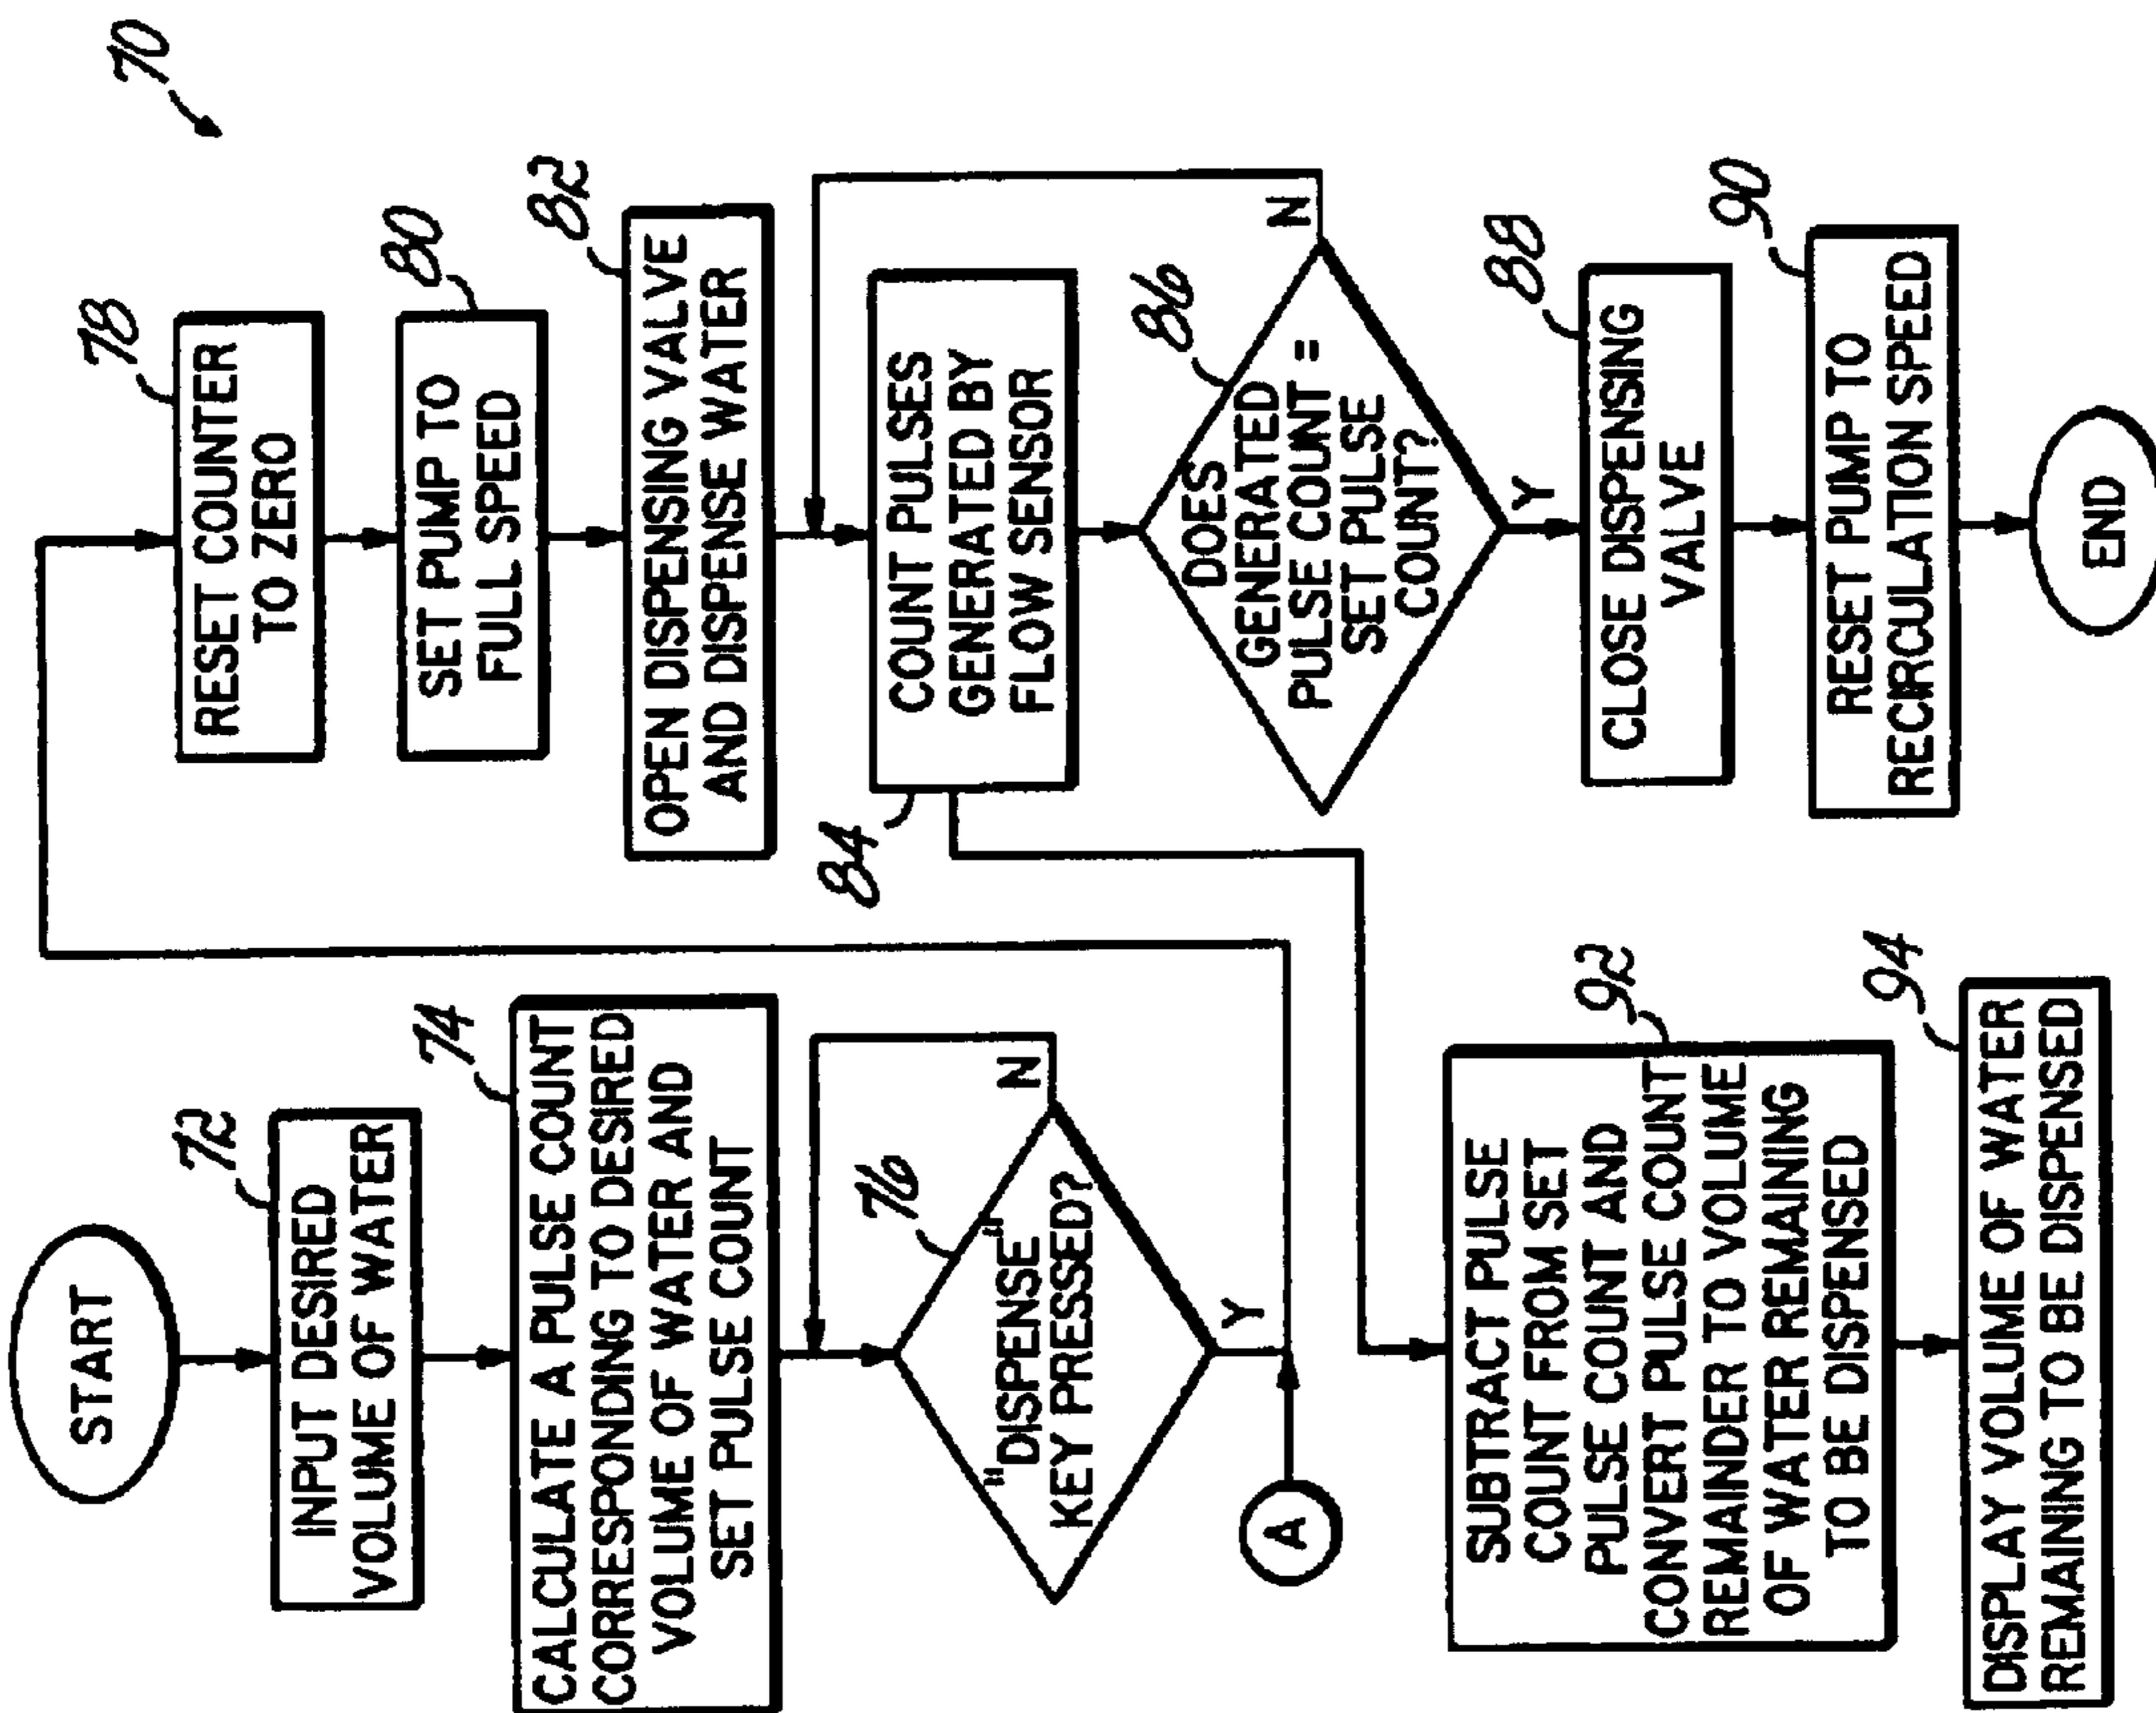 70
START
72
INPUT DESIRED
VOLUME OF WATER
74
CALCULATE A PULSE COUNT
CORRESPONDING TO DESIRED
VOLUME OF WATER AND
SET PULSE COUNT
76
"DISPENSE"
KEY PRESSED?
N
Y
A
78
RESET COUNTER
TO ZERO
80
SET PUMP TO
FULL SPEED
82
OPEN DISPENSING VALVE
AND DISPENSE WATER
84
COUNT PULSES
GENERATED BY
FLOW SENSOR
86
DOES
GENERATED
PULSE COUNT =
SET PULSE
COUNT?
N
Y
88
CLOSE DISPENSING
VALVE
90
RESET PUMP TO
RECIRCULATION SPEED
END
92
SUBTRACT PULSE
COUNT FROM SET
PULSE COUNT AND
CONVERT PULSE COUNT
REMAINDER TO VOLUME
OF WATER REMAINING
TO BE DISPENSED
94
DISPLAY VOLUME OF WATER
REMAINING TO BE DISPENSED